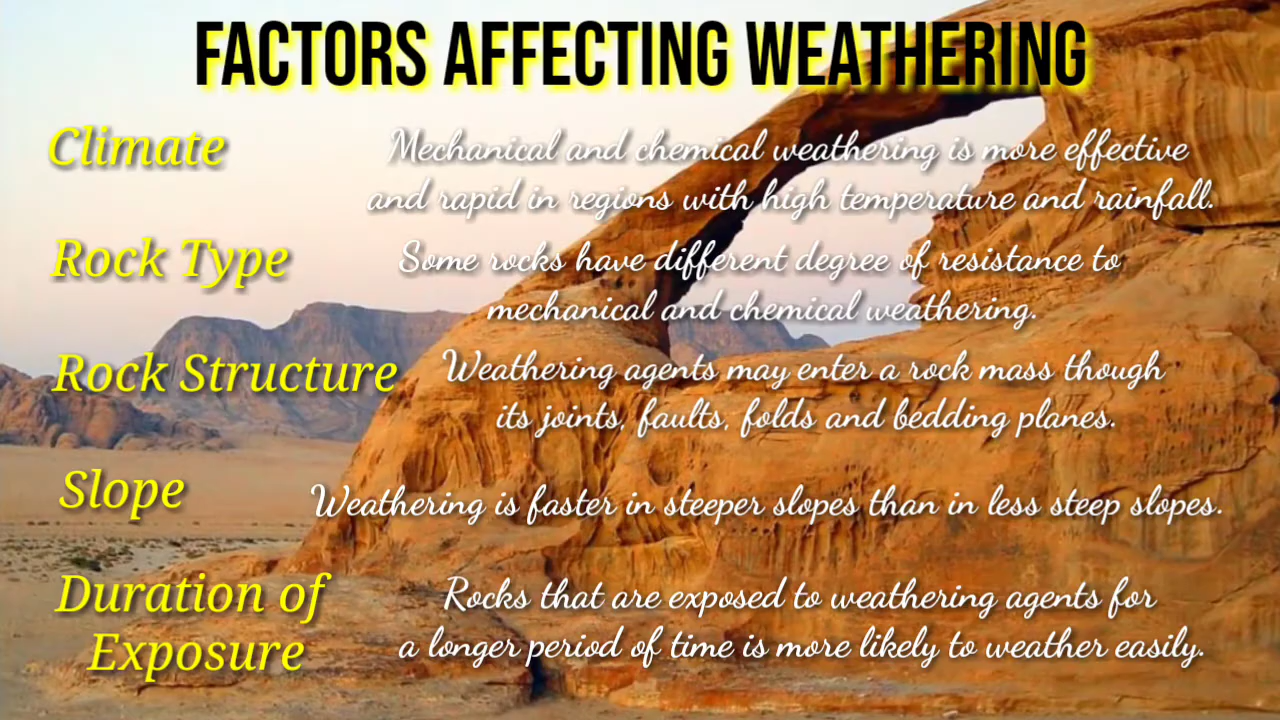 FACTORS AFFECTING WEATHERING
Climate
Mechanical and chemical weathering is more effective
and rapid in regions with high temperature and rainfall.
Rock Type
Some rocks have different degree of resistance to
mechanical and chemical weathering.
Rock Structure
Weathering agents may enter a rock mass though
its joints, faults, folds and bedding planes.
Slope
Weathering is faster in steeper slopes than in less steep slopes.
Duration of
Exposure
Rocks that are exposed to weathering agents for
a longer period of time is more likely to weather easily.